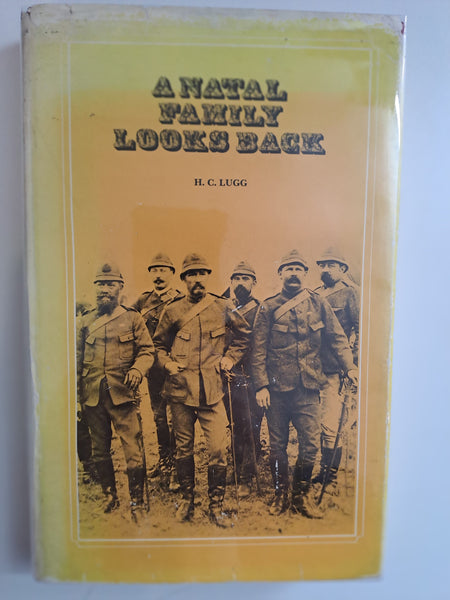 A NATAL
FAMILY
LOOKS BACK
H. C. LUGG